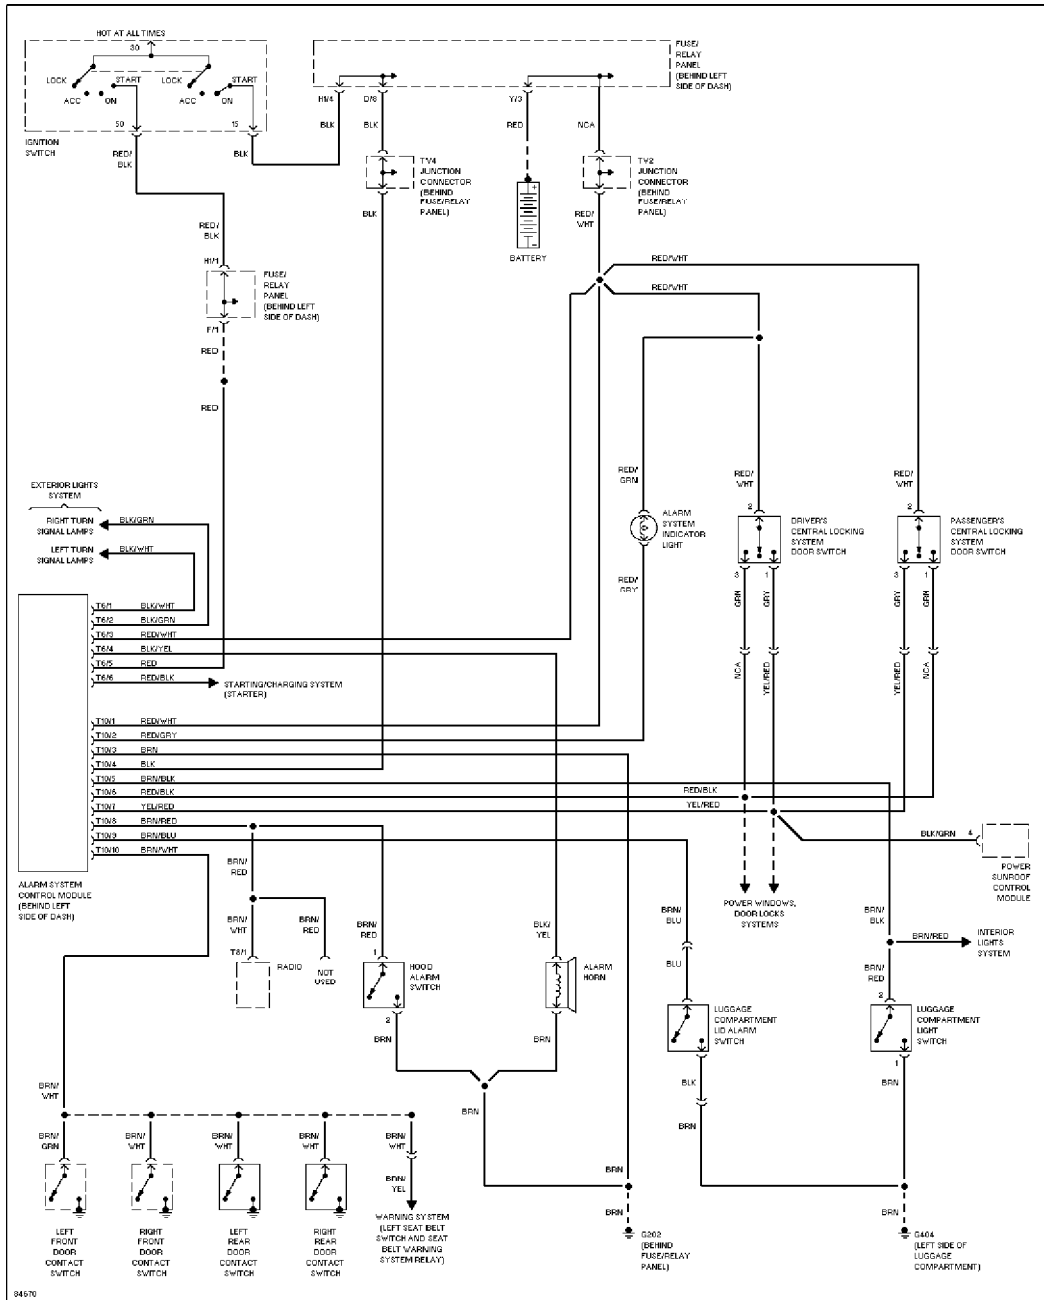 HOT AT ALL TIMES
30
LOCK
START
LOCK
START
ACC
ON
ACC
ON
50
15
IGNITION
SWITCH
RED/
BLK
BLK
FUSE/
RELAY
PANEL
(BEHIND LEFT
SIDE OF DASH)
H1/4
D/8
Y/3
BLK
BLK
RED
NCA
TV4
JUNCTION
CONNECTOR
(BEHIND
FUSE/RELAY
PANEL)
TV2
JUNCTION
CONNECTOR
(BEHIND
FUSE/RELAY
PANEL)
BLK
RED/
WHT
+
-
BATTERY
RED/
BLK
H1/1
FUSE/
RELAY
PANEL
(BEHIND LEFT
SIDE OF DASH)
F/1
RED
RED
RED/WHT
RED/WHT
RED/
GRN
RED/
WHT
RED/
WHT
EXTERIOR LIGHTS
SYSTEM
RIGHT TURN
SIGNAL LAMPS
BLK/GRN
LEFT TURN
SIGNAL LAMPS
BLK/WHT
ALARM
SYSTEM
INDICATOR
LIGHT
2
DRIVER'S
CENTRAL LOCKING
SYSTEM
DOOR SWITCH
2
PASSENGER'S
CENTRAL LOCKING
SYSTEM
DOOR SWITCH
RED/
GRY
3
1
3
1
GRN
GRY
GRY
GRN
NCA
YEL/RED
YEL/RED
NCA
T6/1 BLK/WHT
T6/2 BLK/GRN
T6/3 RED/WHT
T6/4 BLK/YEL
T6/5 RED
T6/6 RED/BLK
STARTING/CHARGING SYSTEM
(STARTER)
T10/1 RED/WHT
T10/2 RED/GRY
T10/3 BRN
T10/4 BLK
T10/5 BRN/BLK
T10/6 RED/BLK
RED/BLK
T10/7 YEL/RED
YEL/RED
T10/8 BRN/RED
T10/9 BRN/BLU
T10/10 BRN/WHT
BLK/GRN
4
POWER
SUNROOF
CONTROL
MODULE
ALARM SYSTEM
CONTROL MODULE
(BEHIND LEFT
SIDE OF DASH)
BRN/
RED
BRN/
WHT
BRN/
RED
BRN/
RED
BLK/
YEL
BRN/
BLU
POWER WINDOWS,
DOOR LOCKS
SYSTEMS
BRN/
BLK
BRN/RED
INTERIOR
LIGHTS
SYSTEM
T8/1
RADIO
NOT
USED
1
HOOD
ALARM
SWITCH
2
ALARM
HORN
BLU
BRN/
RED
2
LUGGAGE
COMPARTMENT
LID ALARM
SWITCH
LUGGAGE
COMPARTMENT
LIGHT
SWITCH
1
BRN
BRN
BLK
BRN
BRN
BRN
BRN/
WHT
BRN/
GRN
BRN/
WHT
BRN/
WHT
BRN/
WHT
BRN/
WHT
BRN/
YEL
BRN
BRN
BRN
LEFT
FRONT
DOOR
CONTACT
SWITCH
RIGHT
FRONT
DOOR
CONTACT
SWITCH
LEFT
REAR
DOOR
CONTACT
SWITCH
RIGHT
REAR
DOOR
CONTACT
SWITCH
WARNING SYSTEM
(LEFT SEAT BELT
SWITCH AND SEAT
BELT WARNING
SYSTEM RELAY)
G202
(BEHIND
FUSE/RELAY
PANEL)
G404
(LEFT SIDE OF
LUGGAGE
COMPARTMENT)
84670